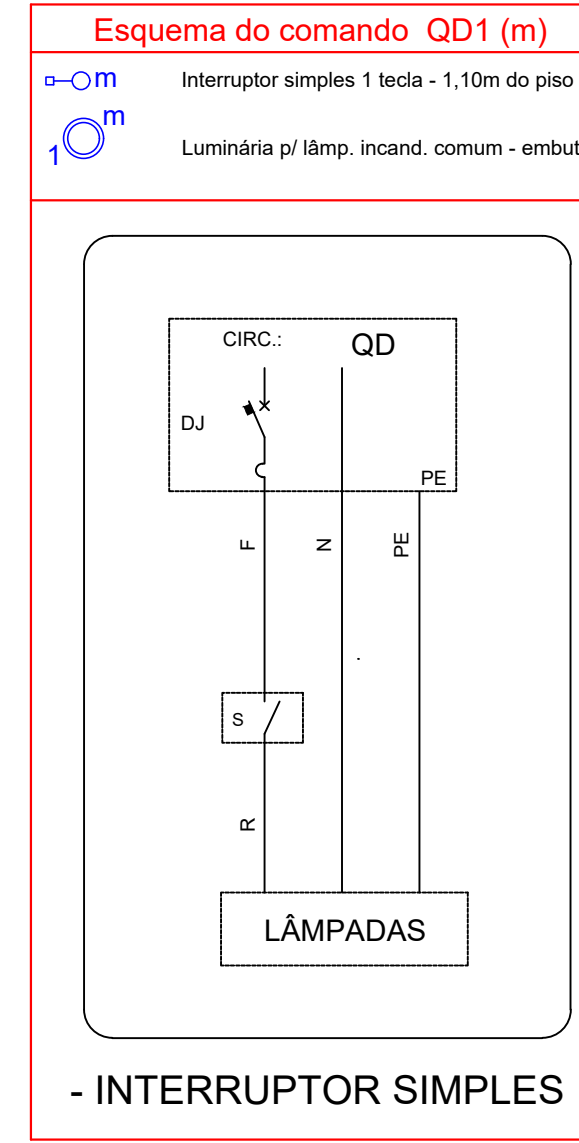 Esquema do comando QD1 (m)
m
Interruptor simples 1 tecla - 1,10m do piso
m
1
Luminária p/ lâmp. incand. comum - embut
CIRC.:
QD
DJ
PE
F
N
PE
S
R
LÂMPADAS
- INTERRUPTOR SIMPLES